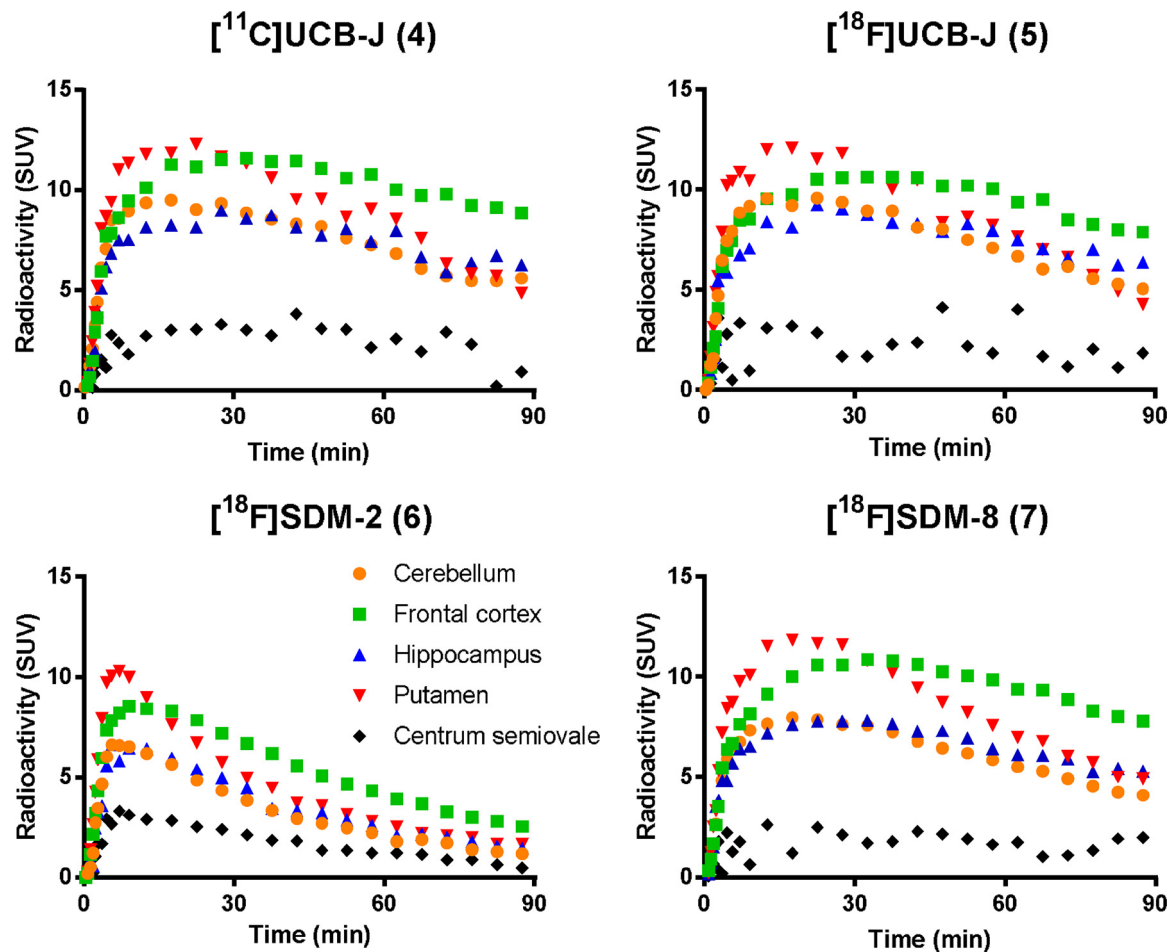 [¹¹C]UCB-J (4)
15
10
5
0
Radioactivity (SUV)
0 30 60 90
Time (min)
[¹⁸F]UCB-J (5)
15
10
5
0
Radioactivity (SUV)
0 30 60 90
Time (min)
[¹⁸F]SDM-2 (6)
15
10
5
0
Radioactivity (SUV)
Cerebellum
Frontal cortex
Hippocampus
Putamen
Centrum semiovale
0 30 60 90
Time (min)
[¹⁸F]SDM-8 (7)
15
10
5
0
Radioactivity (SUV)
0 30 60 90
Time (min)